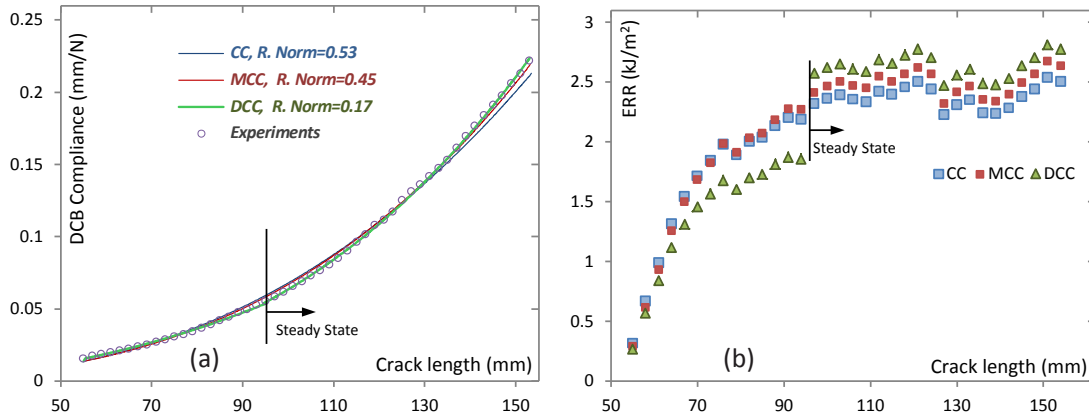 0.25
0.2
0.15
0.1
0.05
0
DCB Compliance (mm/N)
CC, R. Norm=0.53
MCC,  R. Norm=0.45
DCC, R. Norm=0.17
Experiments
Steady State
(a)
Crack length (mm)
50 70 90 110 130 150
3
2.5
2
1.5
1
0.5
0
ERR (kJ/m²)
Steady State
CC MCC DCC
(b)
Crack length (mm)
50 70 90 110 130 150